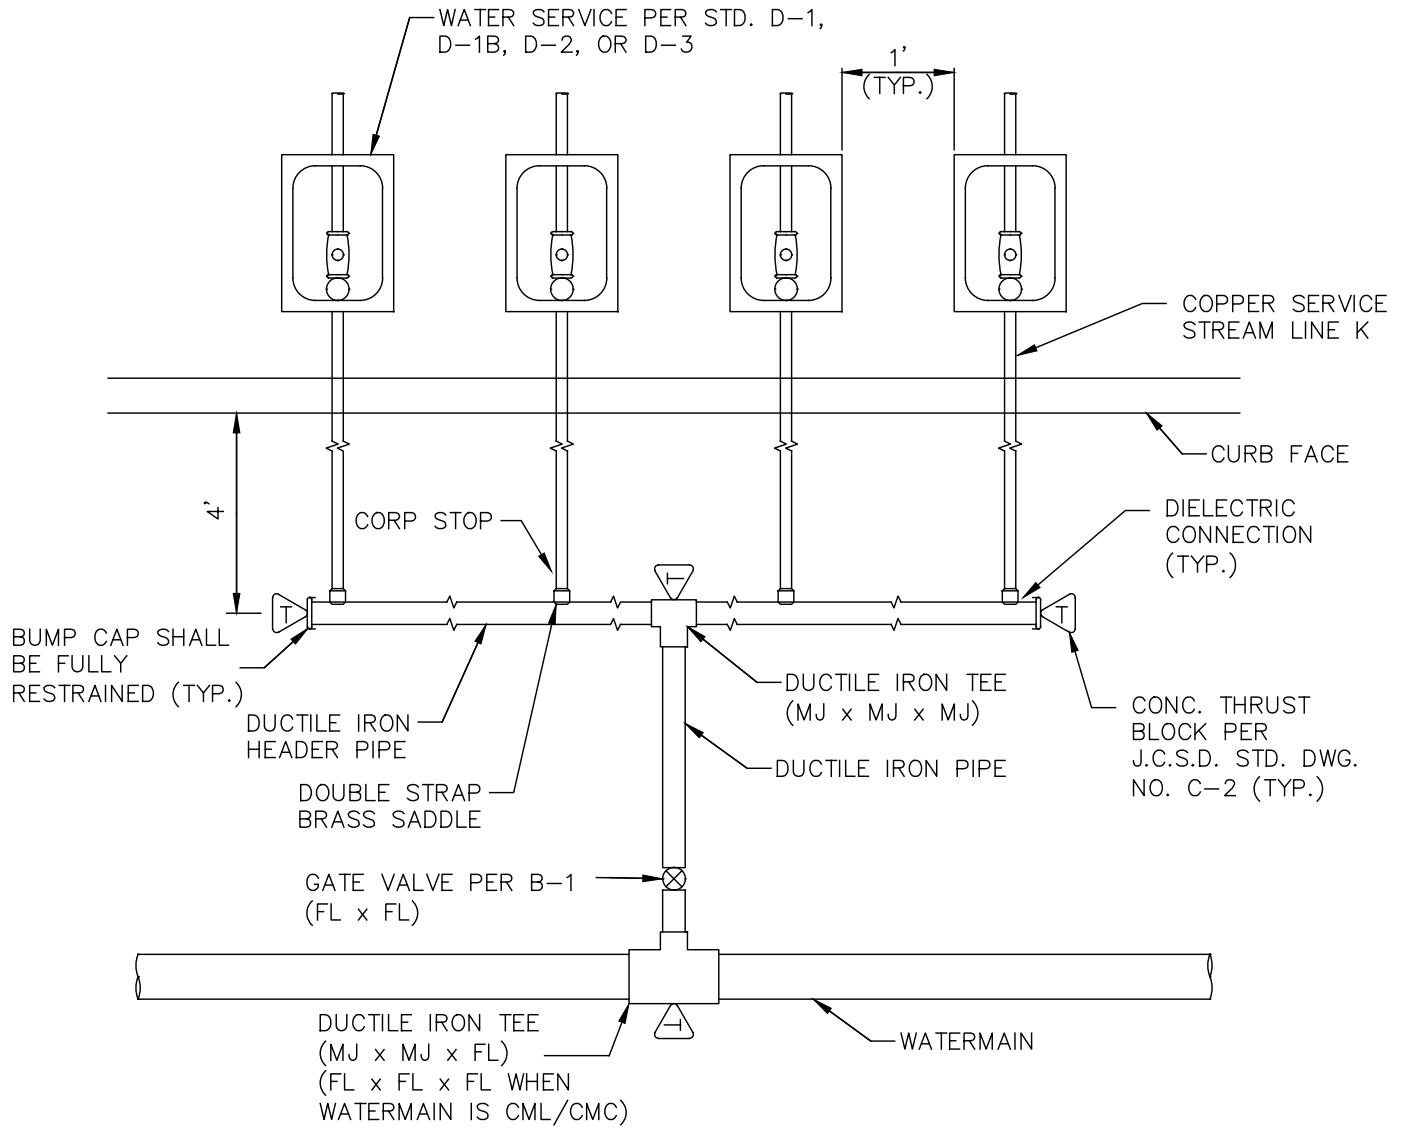 WATER SERVICE PER STD. D-1,
D-1B, D-2, OR D-3
1'
(TYP.)
COPPER SERVICE
STREAM LINE K
CURB FACE
4'
CORP STOP
DIELECTRIC
CONNECTION
(TYP.)
T
T
T
BUMP CAP SHALL
BE FULLY
RESTRAINED (TYP.)
DUCTILE IRON
HEADER PIPE
DUCTILE IRON TEE
(MJ x MJ x MJ)
CONC. THRUST
BLOCK PER
J.C.S.D. STD. DWG.
NO. C-2 (TYP.)
DUCTILE IRON PIPE
DOUBLE STRAP
BRASS SADDLE
GATE VALVE PER B-1
(FL x FL)
T
DUCTILE IRON TEE
(MJ x MJ x FL)
(FL x FL x FL WHEN
WATERMAIN IS CML/CMC)
WATERMAIN